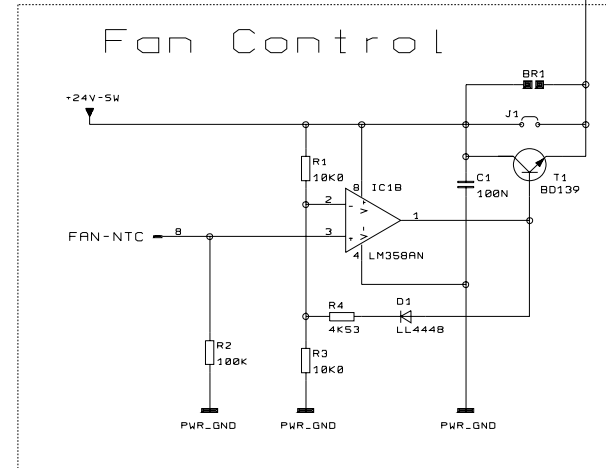 Fan Control
BR1
+24V-SW
J1
R1
10K0
8
IC1B
C1
100N
T1
BD139
2
- V+
1
FAN-NTC 8
3
+ V-
4
LM358AN
R4
4K53
D1
LL4448
R2
100K
R3
10K0
PWR_GND
PWR_GND
PWR_GND